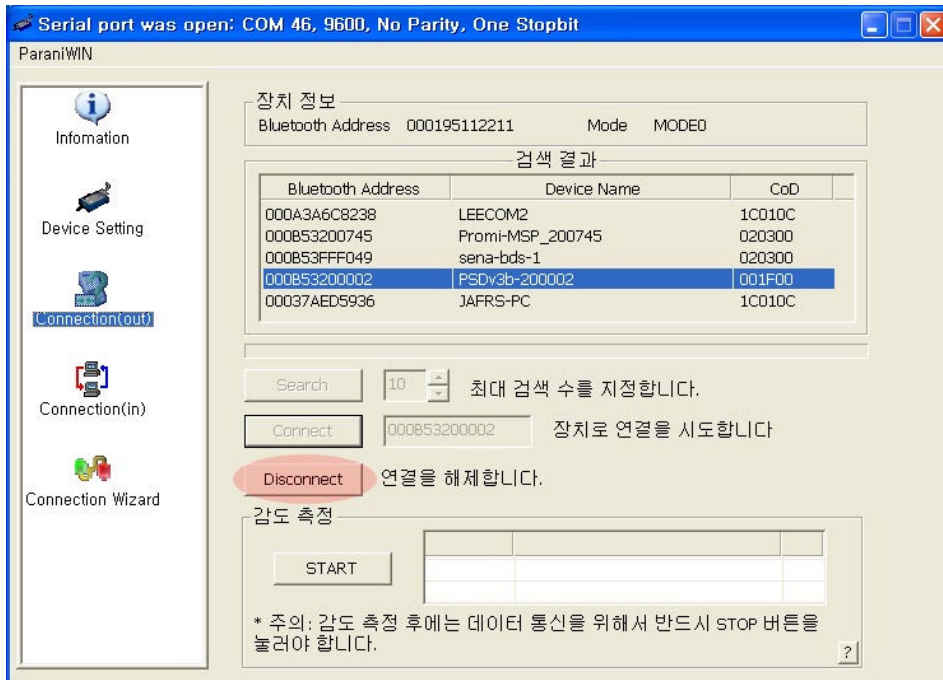 Serial port was open: COM 46, 9600, No Parity, One Stopbit
ParaniWIN
Infomation
Device Setting
Connection(out)
Connection(in)
Connection Wizard
장치 정보
Bluetooth Address 000195112211 Mode MODE0
검색 결과
Bluetooth Address Device Name CoD
000A3A6C8238 LEECOM2 1C010C
000B53200745 Promi-MSP_200745 020300
000B53FFF049 sena-bds-1 020300
000B53200002 PSDv3b-200002 001F00
00037AED5936 JAFRS-PC 1C010C
Search 10 최대 검색 수를 지정합니다.
Connect 000B53200002 장치로 연결을 시도합니다
Disconnect 연결을 해제합니다.
감도 측정
START
* 주의: 감도 측정 후에는 데이터 통신을 위해서 반드시 STOP 버튼을
눌러야 합니다.
?